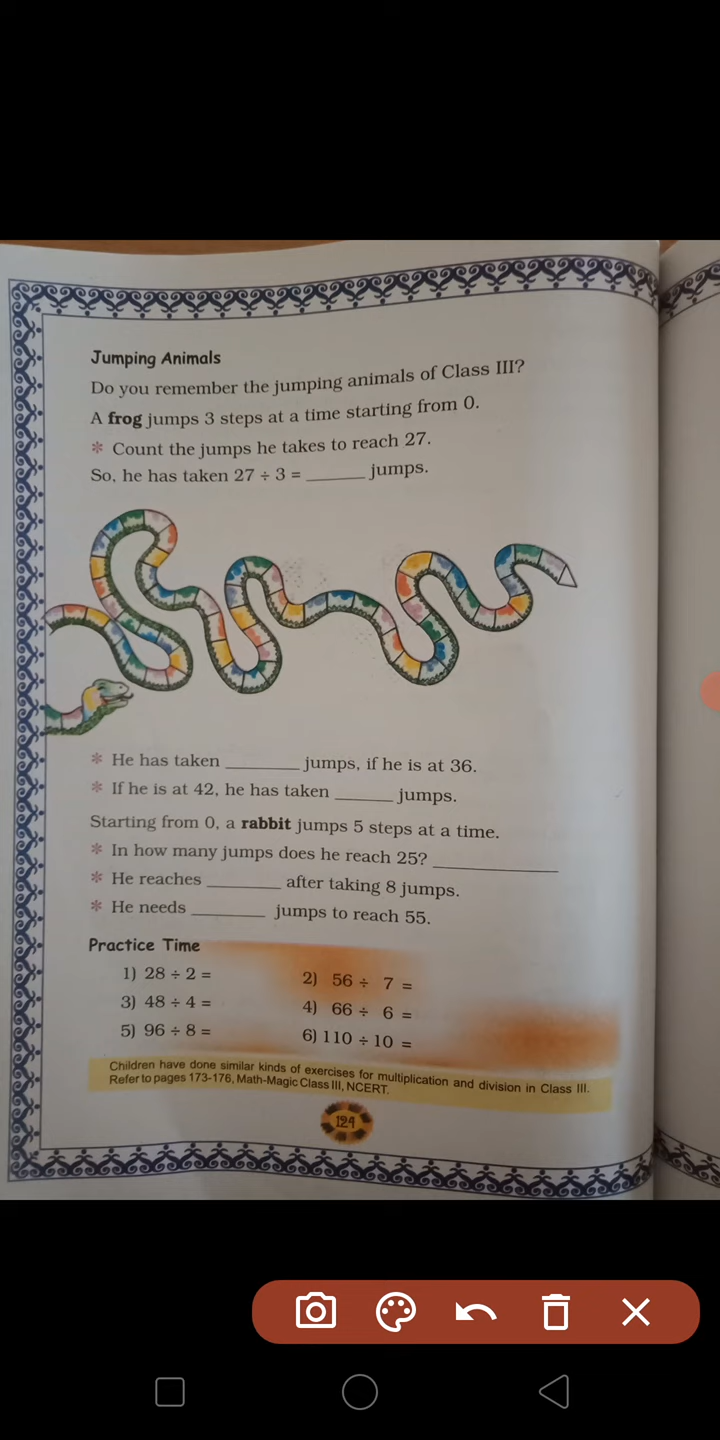 Jumping Animals
Do you remember the jumping animals of Class III?
A frog jumps 3 steps at a time starting from 0.
* Count the jumps he takes to reach 27.
So, he has taken 27 ÷ 3 = ______ jumps.
* He has taken ________ jumps, if he is at 36.
* If he is at 42, he has taken ______ jumps.
Starting from 0, a rabbit jumps 5 steps at a time.
* In how many jumps does he reach 25? ______________
* He reaches ________ after taking 8 jumps.
* He needs ________ jumps to reach 55.
Practice Time
1) 28 ÷ 2 = 2) 56 ÷ 7 =
3) 48 ÷ 4 = 4) 66 ÷ 6 =
5) 96 ÷ 8 = 6) 110 ÷ 10 =
Children have done similar kinds of exercises for multiplication and division in Class III.
Refer to pages 173-176, Math-Magic Class III, NCERT.
124